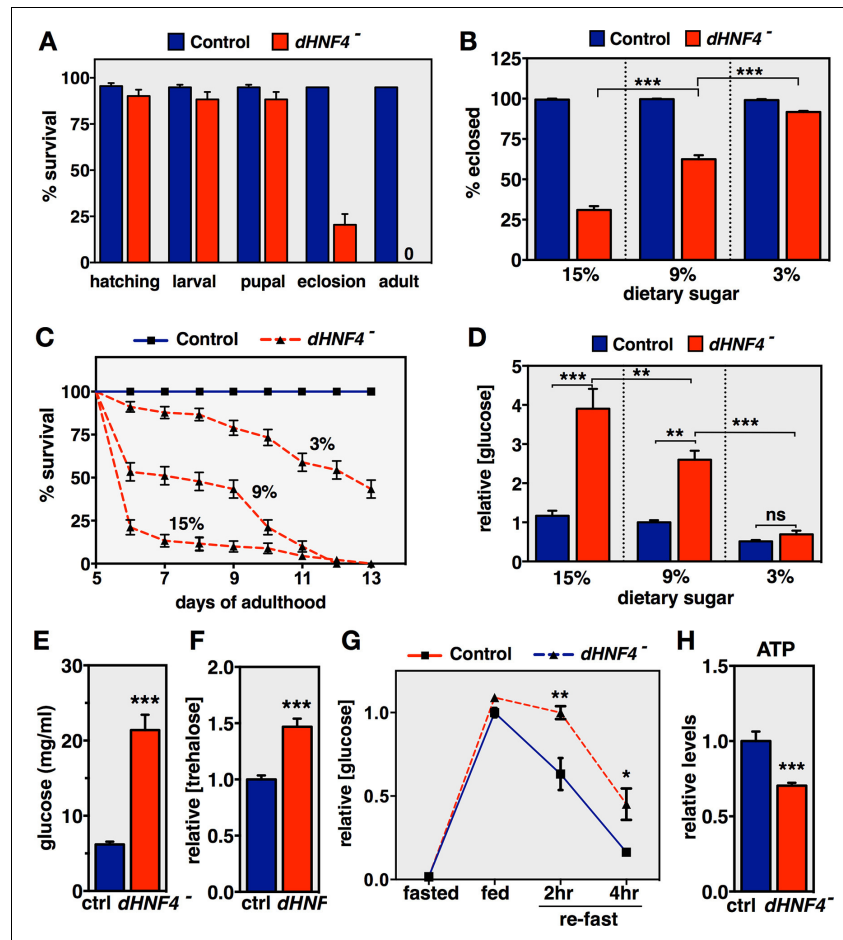 A
Control dHNF4 -
% survival
100
75
50
25
0
0
hatching larval pupal eclosion adult
B
Control dHNF4 -
% eclosed
125
100
75
50
25
0
*** ***
15% 9% 3%
dietary sugar
C
Control dHNF4 -
% survival
100
75
50
25
0
3%
9%
15%
5 7 9 11 13
days of adulthood
D
Control dHNF4 -
relative [glucose]
5
4
3
2
1
0
*** **
** ***
ns
15% 9% 3%
dietary sugar
E
glucose (mg/ml)
30
20
10
0
***
ctrl dHNF4 -
F
relative [trehalose]
2.0
1.5
1.0
0.5
0.0
***
ctrl dHNF
G
Control dHNF4 -
relative [glucose]
1.0
0.5
0.0
**
*
fasted fed 2hr 4hr
re-fast
H
ATP
relative levels
1.5
1.0
0.5
0.0
***
ctrl dHNF4 -